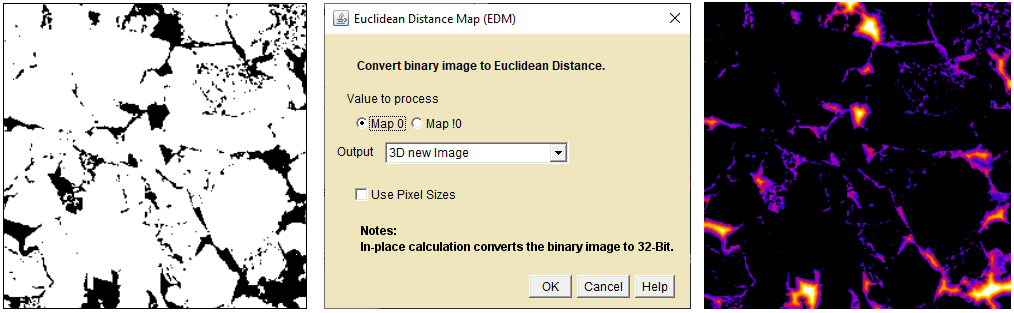 Euclidean Distance Map (EDM)
Convert binary image to Euclidean Distance.
Value to process
Map 0 Map !0
Output 3D new Image
Use Pixel Sizes
Notes:
In-place calculation converts the binary image to 32-Bit.
OK Cancel Help